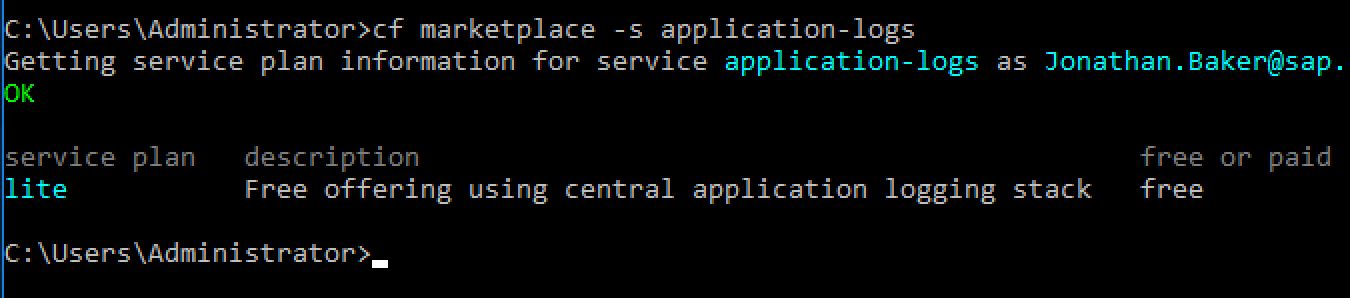 C:\Users\Administrator>cf marketplace -s application-logs
Getting service plan information for service application-logs as Jonathan.Baker@sap.
OK
service plan description free or paid
lite Free offering using central application logging stack free
C:\Users\Administrator>